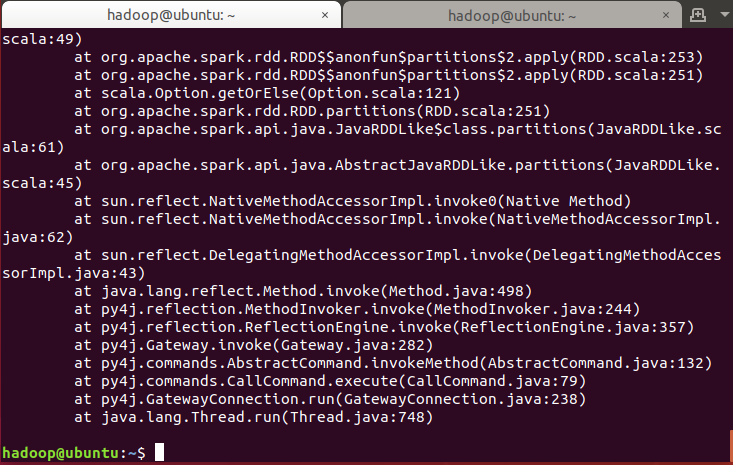 hadoop@ubuntu: ~ × hadoop@ubuntu: ~ ×
scala:49)
at org.apache.spark.rdd.RDD$$anonfun$partitions$2.apply(RDD.scala:253)
at org.apache.spark.rdd.RDD$$anonfun$partitions$2.apply(RDD.scala:251)
at scala.Option.getOrElse(Option.scala:121)
at org.apache.spark.rdd.RDD.partitions(RDD.scala:251)
at org.apache.spark.api.java.JavaRDDLike$class.partitions(JavaRDDLike.sc
ala:61)
at org.apache.spark.api.java.AbstractJavaRDDLike.partitions(JavaRDDLike.
scala:45)
at sun.reflect.NativeMethodAccessorImpl.invoke0(Native Method)
at sun.reflect.NativeMethodAccessorImpl.invoke(NativeMethodAccessorImpl.
java:62)
at sun.reflect.DelegatingMethodAccessorImpl.invoke(DelegatingMethodAcces
sorImpl.java:43)
at java.lang.reflect.Method.invoke(Method.java:498)
at py4j.reflection.MethodInvoker.invoke(MethodInvoker.java:244)
at py4j.reflection.ReflectionEngine.invoke(ReflectionEngine.java:357)
at py4j.Gateway.invoke(Gateway.java:282)
at py4j.commands.AbstractCommand.invokeMethod(AbstractCommand.java:132)
at py4j.commands.CallCommand.execute(CallCommand.java:79)
at py4j.GatewayConnection.run(GatewayConnection.java:238)
at java.lang.Thread.run(Thread.java:748)
hadoop@ubuntu:~$